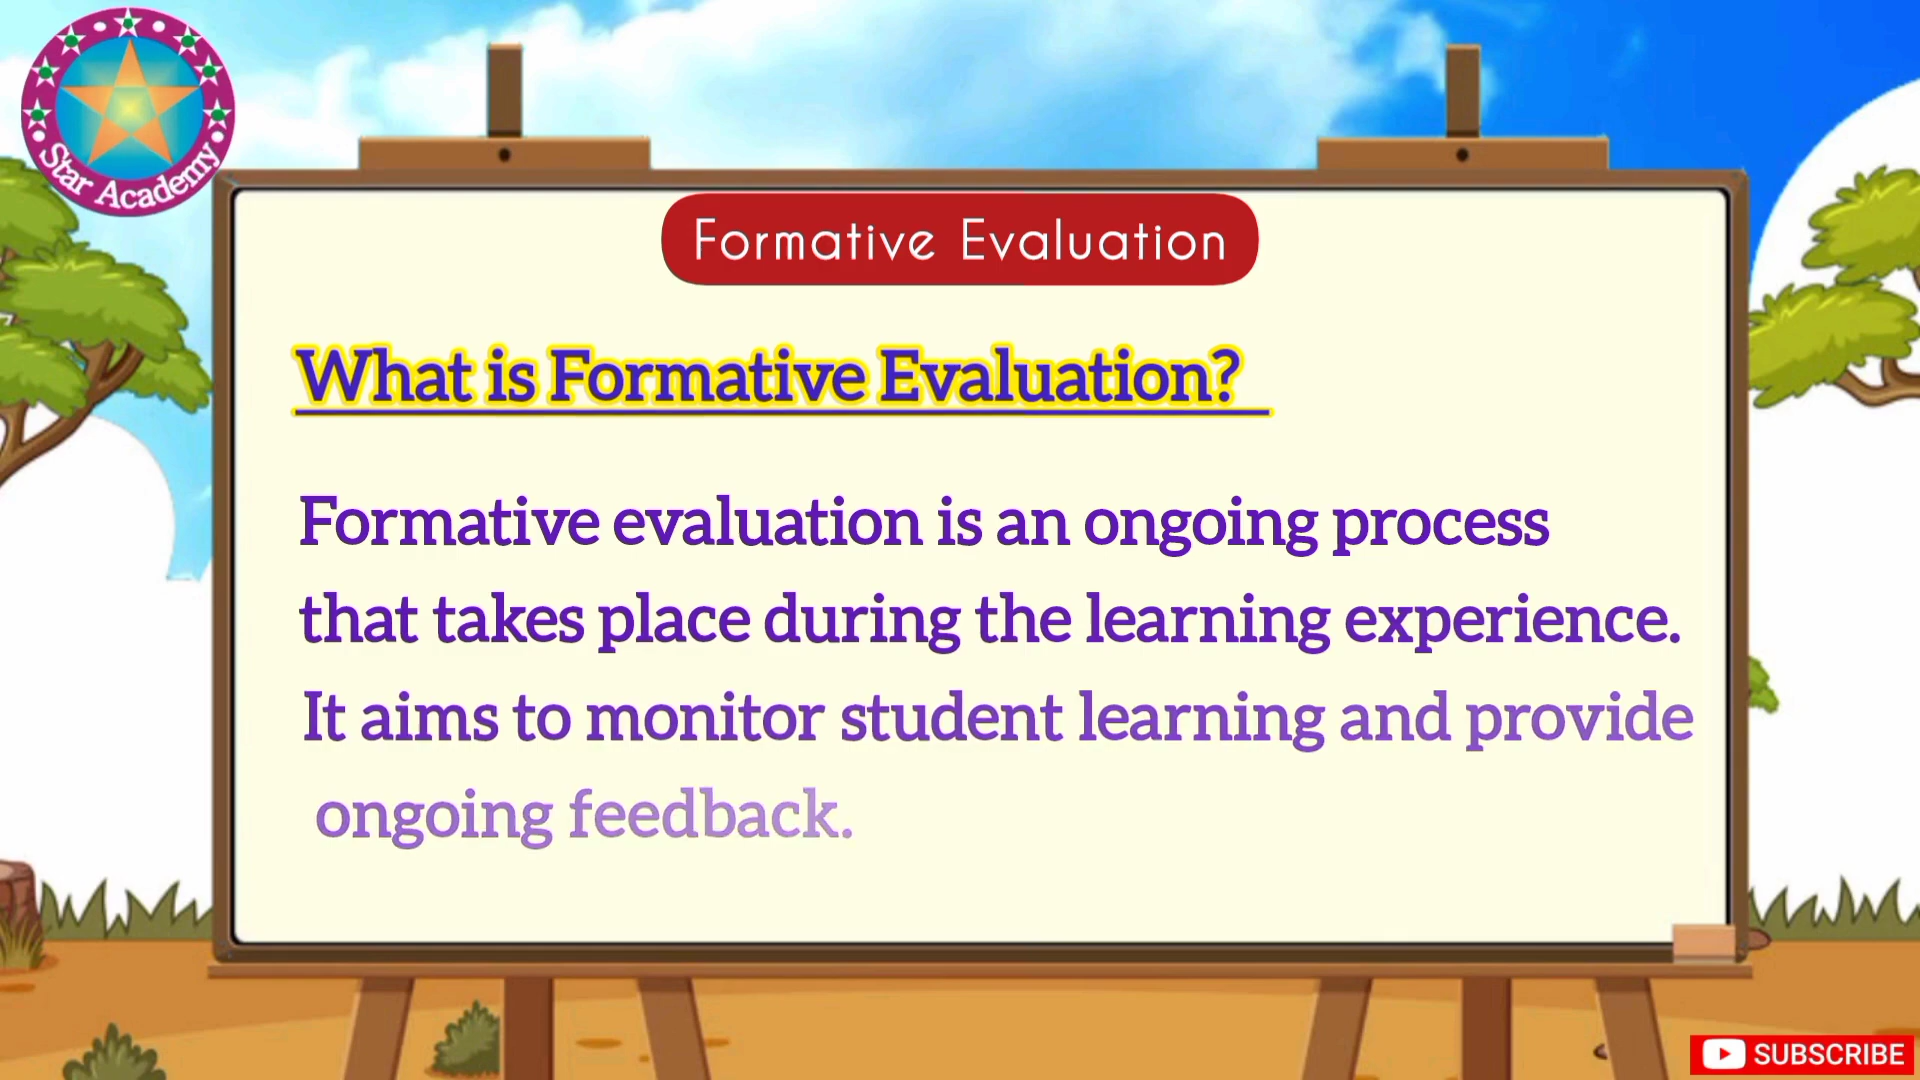 Star Academy
Formative Evaluation
What is Formative Evaluation?
Formative evaluation is an ongoing process
that takes place during the learning experience.
It aims to monitor student learning and provide
ongoing feedback.
SUBSCRIBE